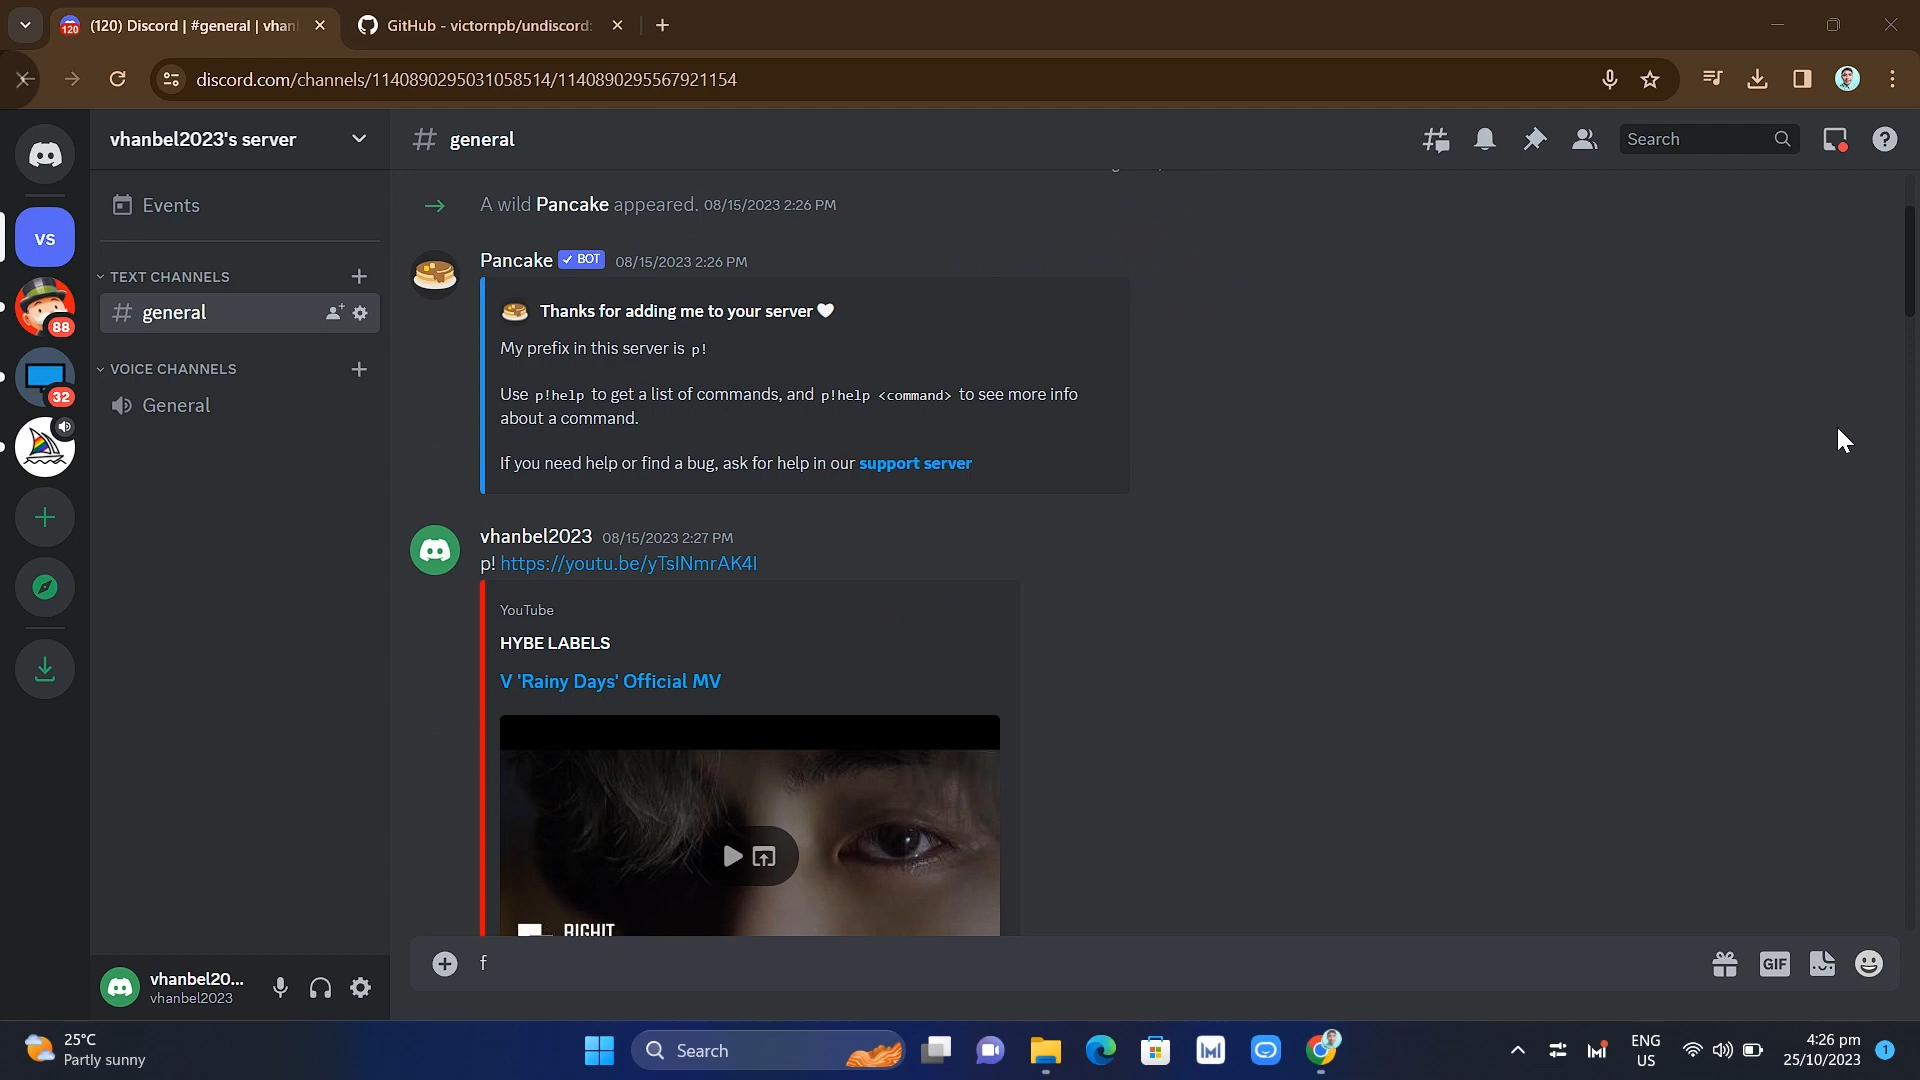 120
(120) Discord | #general | vhan
GitHub - victornpb/undiscord:
discord.com/channels/1140890295031058514/1140890295567921154
vhanbel2023's server
general
Search
Events
A wild Pancake appeared. 08/15/2023 2:26 PM
VS
Pancake ✓ BOT 08/15/2023 2:26 PM
TEXT CHANNELS
general
88
Thanks for adding me to your server
My prefix in this server is p!
VOICE CHANNELS
32
Use p!help to get a list of commands, and p!help <command> to see more info
about a command.
General
If you need help or find a bug, ask for help in our support server
vhanbel2023 08/15/2023 2:27 PM
p! https://youtu.be/yTsINmrAK4I
YouTube
HYBE LABELS
V 'Rainy Days' Official MV
BIGHIT
f
GIF
vhanbel20...
vhanbel2023
25°C
Partly sunny
Search
ENG
US
4:26 pm
25/10/2023
1